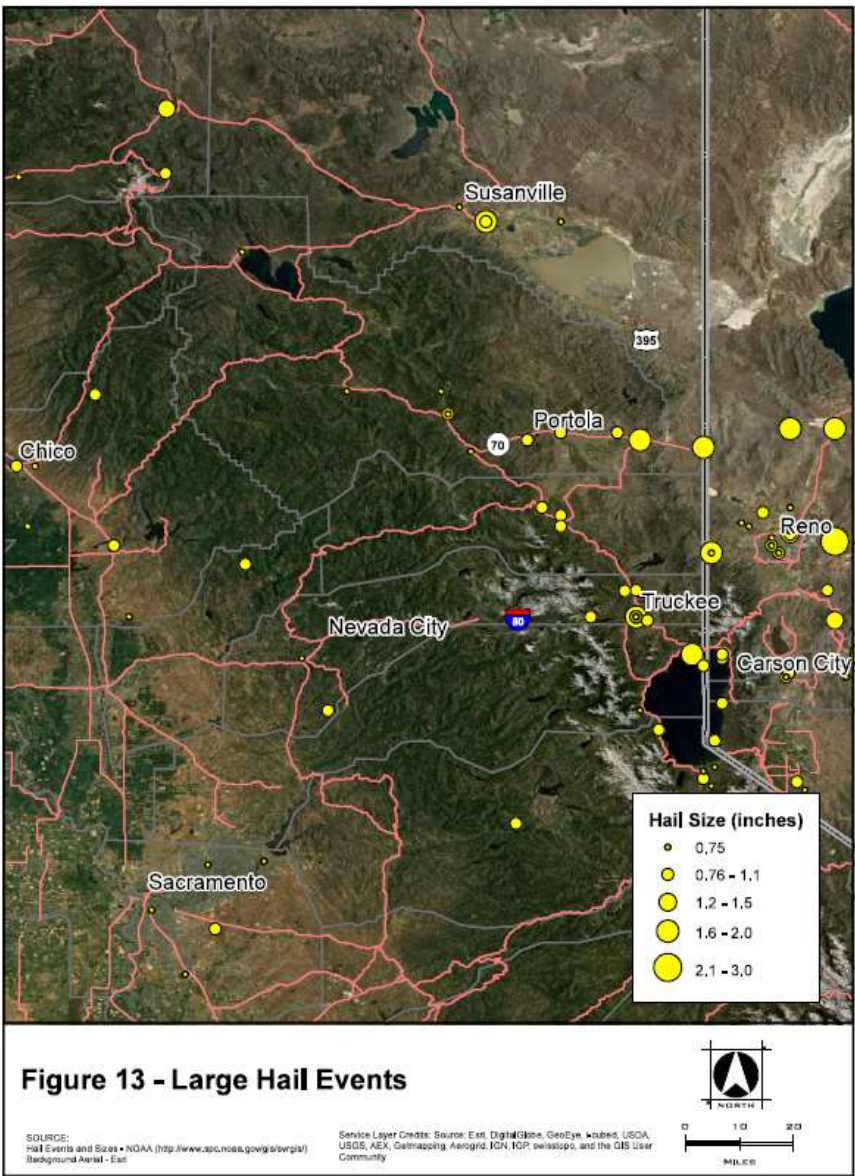 Susanville
395
Portola
70
Chico
Reno
Truckee
Nevada City
80
Carson City
Sacramento
Hail Size (inches)
0.75
0.76 - 1.1
1.2 - 1.5
1.6 - 2.0
2.1 - 3.0
Figure 13 - Large Hail Events
NORTH
0 10 20
MILES
SOURCE:
Hail Events and Sizes - NOAA (http://www.spc.noaa.gov/gis/svrgis/)
Background Aerial - Esri
Service Layer Credits: Source: Esri, DigitalGlobe, GeoEye, i-cubed, USDA,
USGS, AEX, Getmapping, Aerogrid, IGN, IGP, swisstopo, and the GIS User
Community